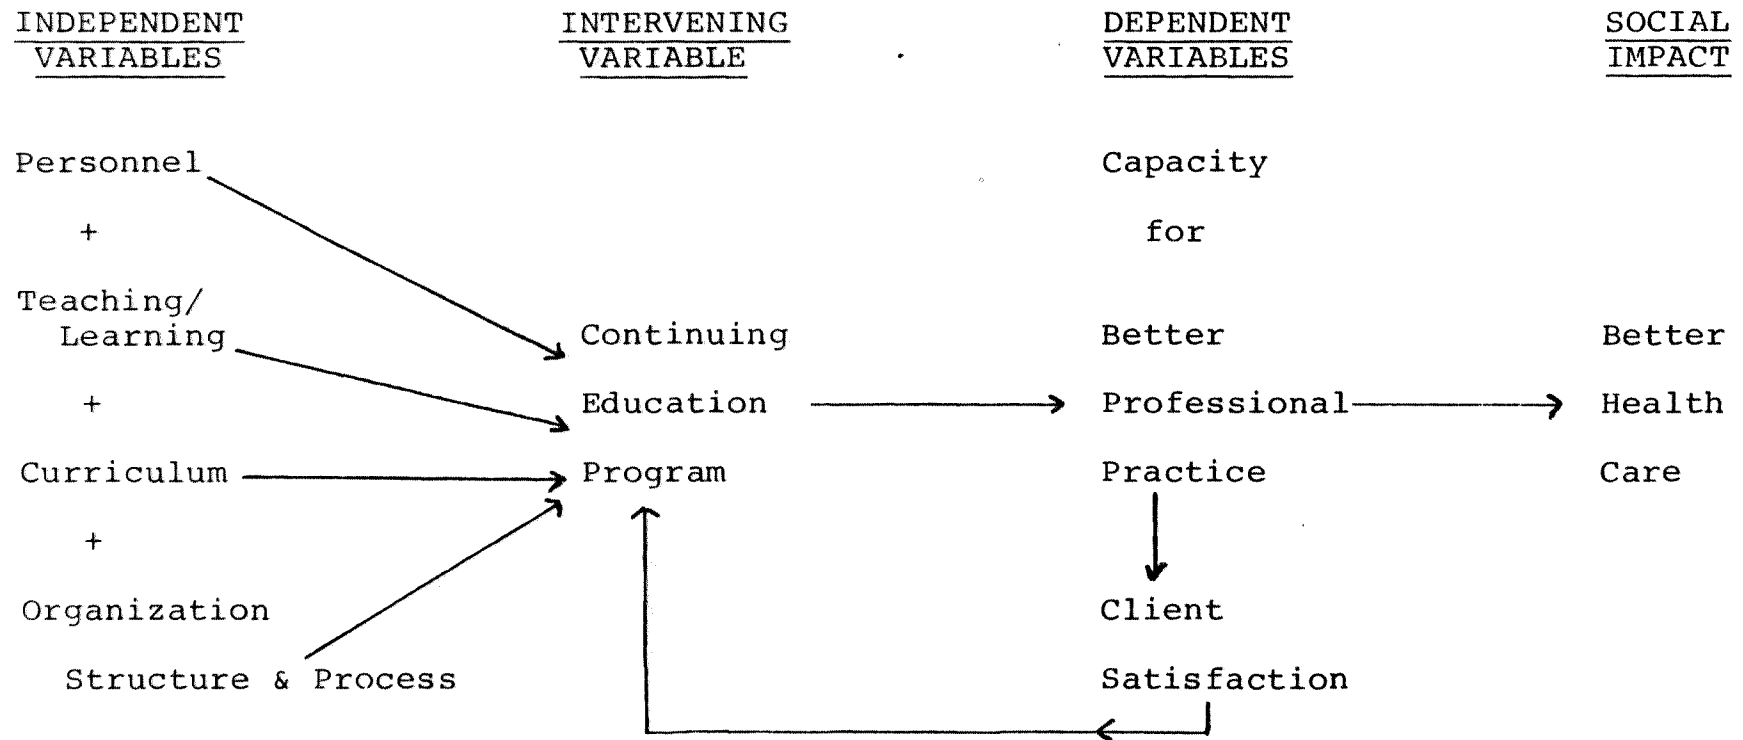 INDEPENDENT VARIABLES
INTERVENING VARIABLE
DEPENDENT VARIABLES
SOCIAL IMPACT
Personnel
+
Teaching/
Learning
+
Curriculum
+
Organization
Structure & Process
Continuing
Education
Program
Capacity
for
Better
Professional
Practice
Client
Satisfaction
Better
Health
Care